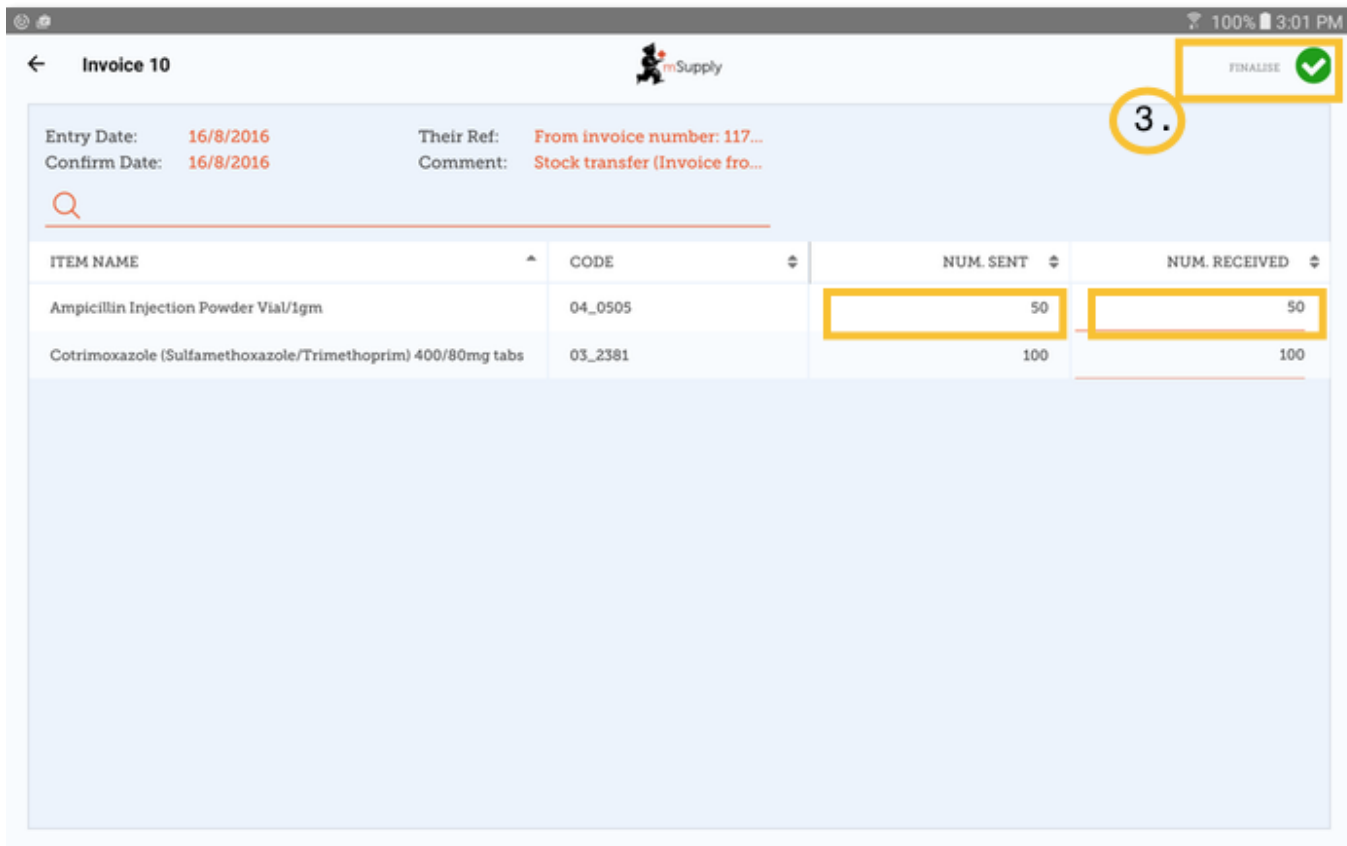 100% 3:01 PM
Invoice 10
mSupply
FINALISE
3.
Entry Date: 16/8/2016 Their Ref: From invoice number: 117...
Confirm Date: 16/8/2016 Comment: Stock transfer (Invoice fro...
ITEM NAME CODE NUM. SENT NUM. RECEIVED
Ampicillin Injection Powder Vial/1gm 04_0505 50 50
Cotrimoxazole (Sulfamethoxazole/Trimethoprim) 400/80mg tabs 03_2381 100 100